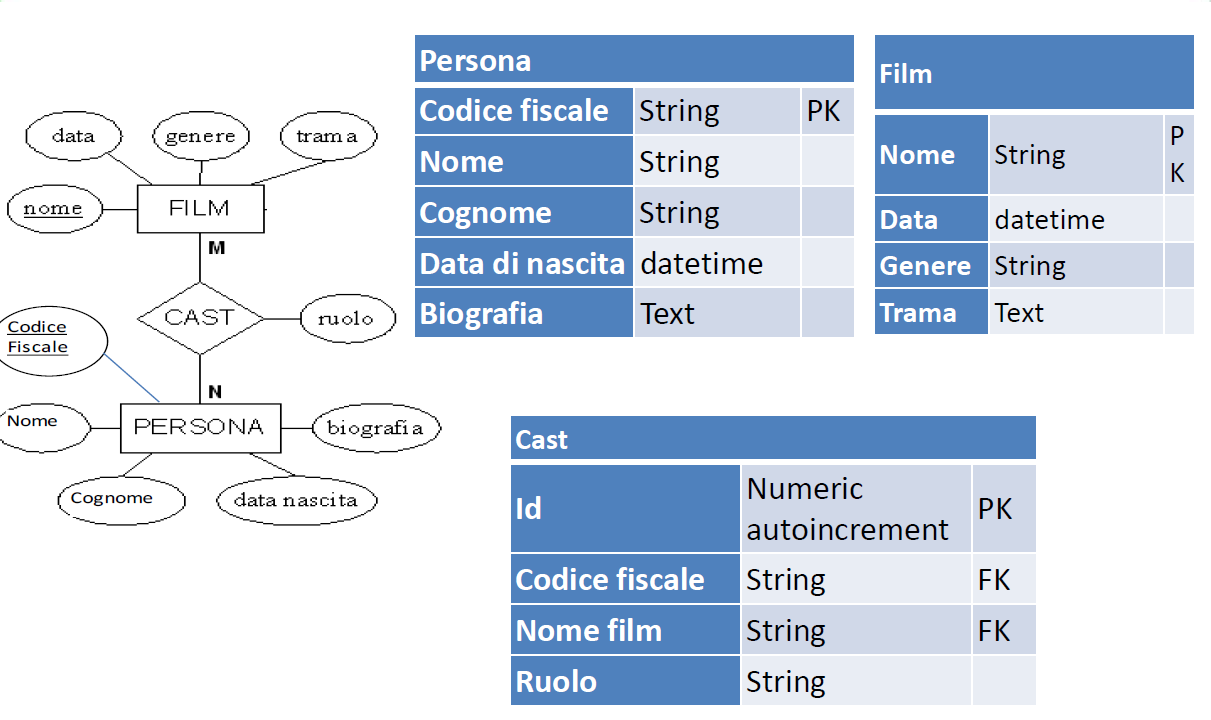 data
genere
trama
nome
FILM
M
CAST
ruolo
Codice
Fiscale
N
Nome
PERSONA
biografia
Cognome
data nascita
Persona
Codice fiscale String PK
Nome String
Cognome String
Data di nascita datetime
Biografia Text
Film
Nome String P
K
Data datetime
Genere String
Trama Text
Cast
Id Numeric
autoincrement PK
Codice fiscale String FK
Nome film String FK
Ruolo String